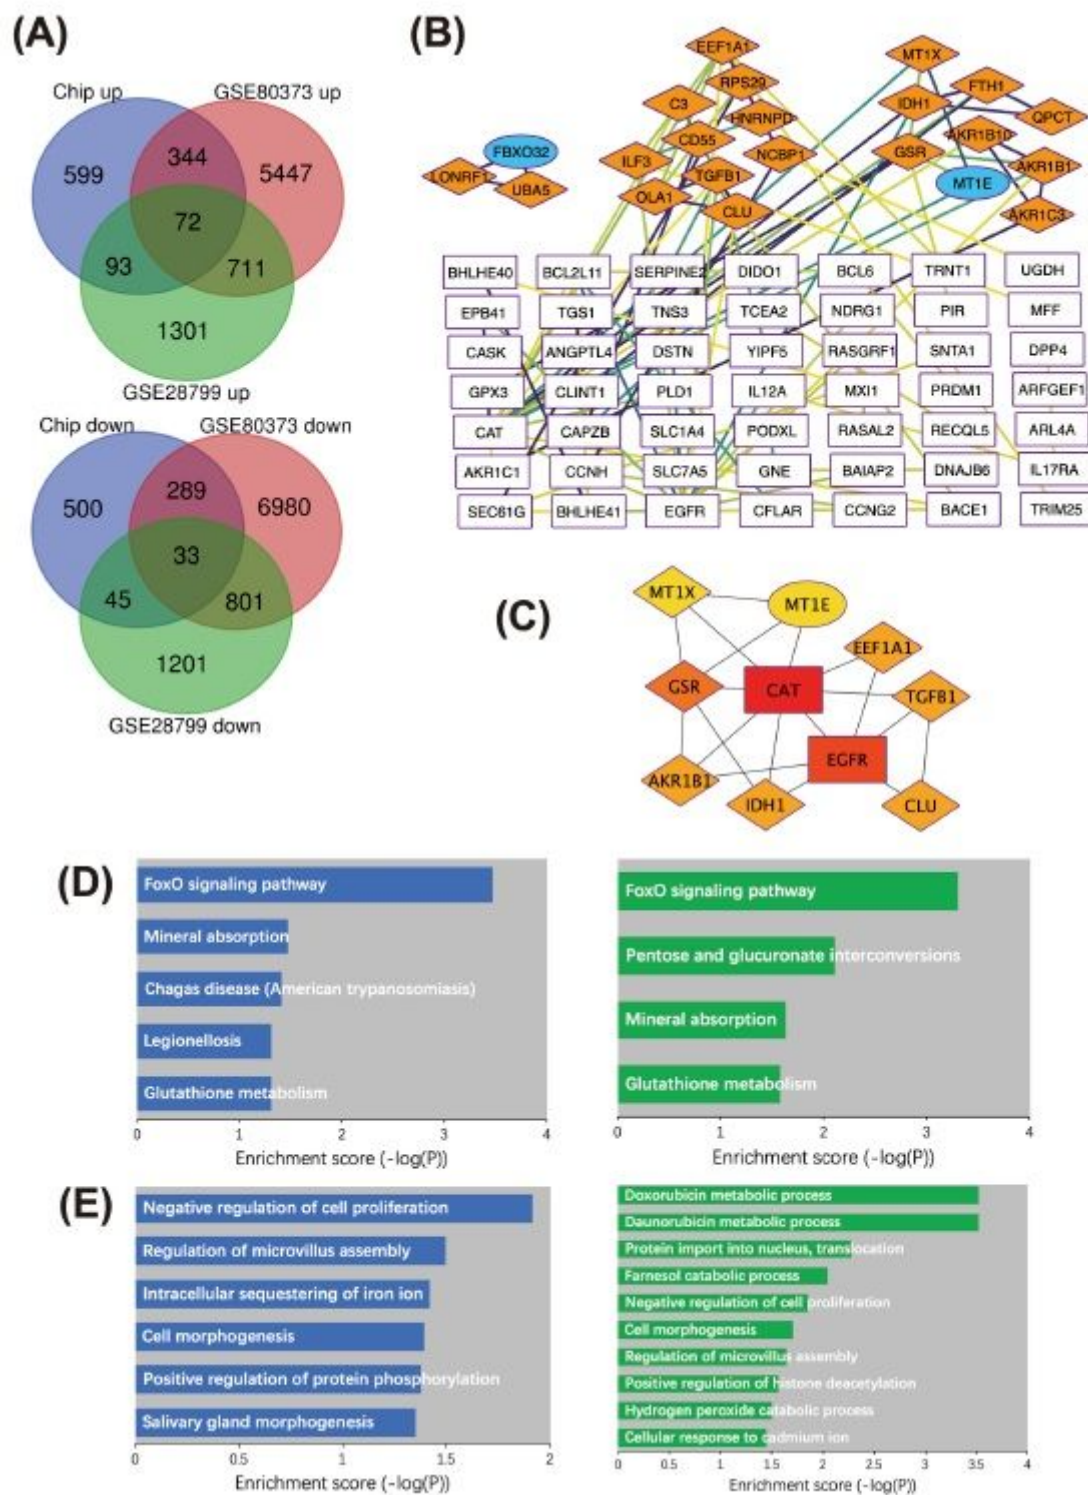 (A)
Chip up
GSE80373 up
599
344
5447
72
93
711
1301
GSE28799 up
Chip down
GSE80373 down
500
289
6980
33
45
801
1201
GSE28799 down
(B)
EEF1A1
MT1X
RPS29
FTH1
C3
IDH1
HNRNPD
QPCT
CD55
AKR1B10
FBXO32
ILF3
NCBP1
GSR
LONRF1
TGFB1
AKR1B1
UBA5
OLA1
MT1E
CLU
AKR1C3
BHLHE40 BCL2L11 SERPINE2 DIDO1 BCL6 TRNT1 UGDH
EPB41 TGS1 TNS3 TCEA2 NDRG1 PIR MFF
CASK ANGPTL4 DSTN YIPF5 RASGRF1 SNTA1 DPP4
GPX3 CLINT1 PLD1 IL12A MXI1 PRDM1 ARFGEF1
CAT CAPZB SLC1A4 PODXL RASAL2 RECQL5 ARL4A
AKR1C1 CCNH SLC7A5 GNE BAIAP2 DNAJB6 IL17RA
SEC61G BHLHE41 EGFR CFLAR CCNG2 BACE1 TRIM25
(C)
MT1X
MT1E
EEF1A1
GSR
CAT
TGFB1
EGFR
AKR1B1
IDH1
CLU
(D)
FoxO signaling pathway
Mineral absorption
Chagas disease (American trypanosomiasis)
Legionellosis
Glutathione metabolism
0 1 2 3 4
Enrichment score (-log(P))
FoxO signaling pathway
Pentose and glucuronate interconversions
Mineral absorption
Glutathione metabolism
0 1 2 3 4
Enrichment score (-log(P))
(E)
Negative regulation of cell proliferation
Regulation of microvillus assembly
Intracellular sequestering of iron ion
Cell morphogenesis
Positive regulation of protein phosphorylation
Salivary gland morphogenesis
0 0.5 1 1.5 2
Enrichment score (-log(P))
Doxorubicin metabolic process
Daunorubicin metabolic process
Protein import into nucleus, translocation
Farnesol catabolic process
Negative regulation of cell proliferation
Cell morphogenesis
Regulation of microvillus assembly
Positive regulation of histone deacetylation
Hydrogen peroxide catabolic process
Cellular response to cadmium ion
0 0.5 1 1.5 2 2.5 3 3.5 4
Enrichment score (-log(P))